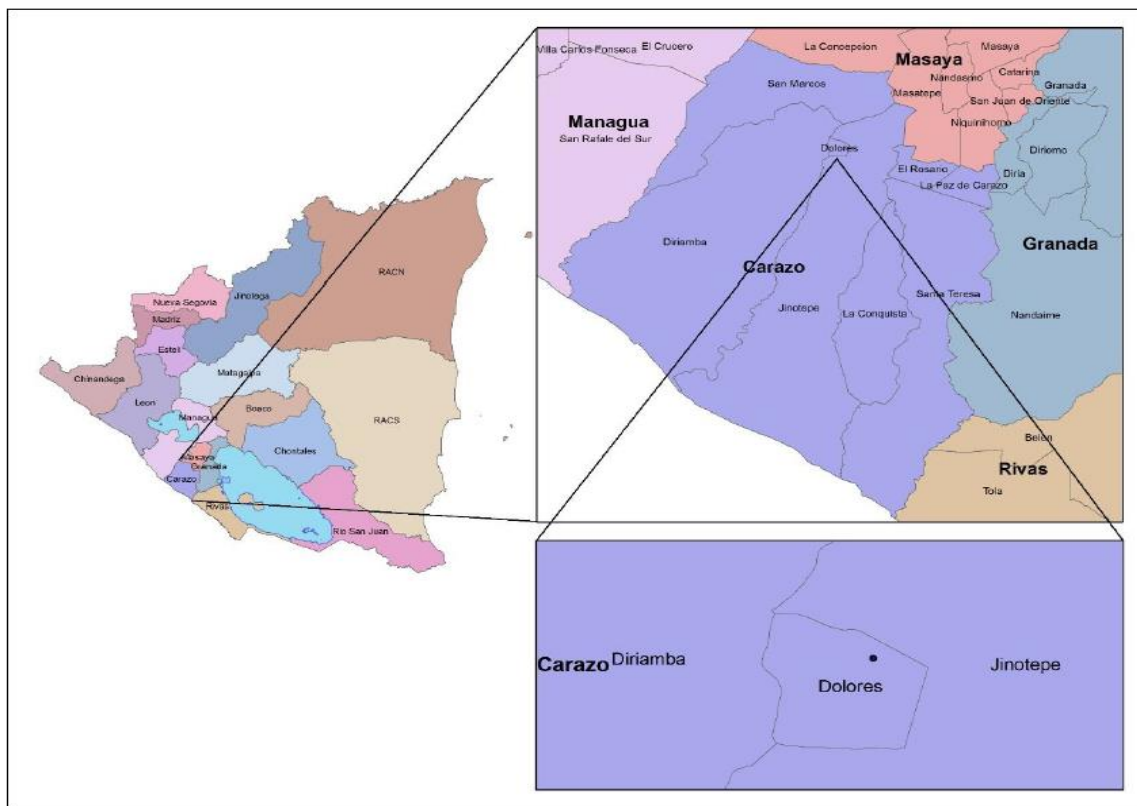 RACN
Jinotega
Nueva Segovia
Madriz
Esteli
Chinandega
Matagalpa
Leon
Boaco
Managua
RACS
Chontales
Masaya
Granada
Carazo
Rivas
Rio San Juan
Villa Carlos Fonseca
El Crucero
La Concepcion
Masaya
Masaya
Nandasmo
Catarina
Masatepe
Granada
San Marcos
San Juan de Oriente
Managua
Niquinihomo
San Rafale del Sur
Dolores
Diriomo
El Rosario
Diria
La Paz de Carazo
Diriamba
Granada
Carazo
Santa Teresa
Jinotepe
La Conquista
Nandaime
Belen
Rivas
Tola
Carazo
Diriamba
Jinotepe
Dolores